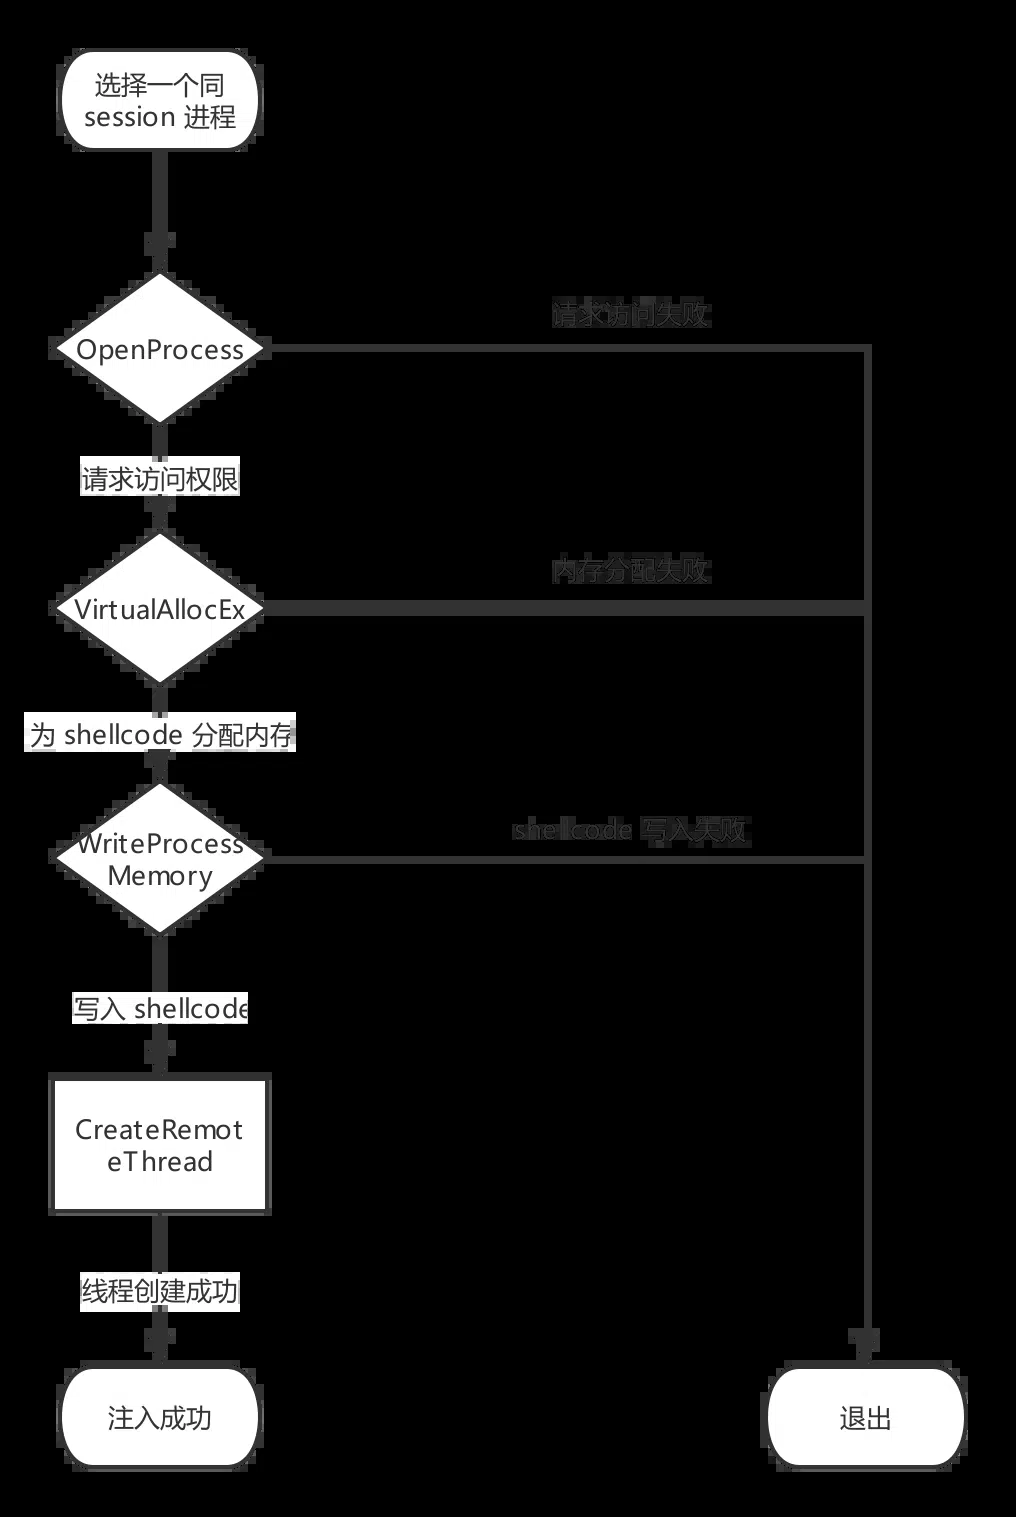 选择一个同
session 进程
OpenProcess
请求访问失败
请求访问权限
VirtualAllocEx
内存分配失败
为 shellcode 分配内存
WriteProcess
Memory
shellcode 写入失败
写入 shellcode
CreateRemot
eThread
线程创建成功
注入成功
退出